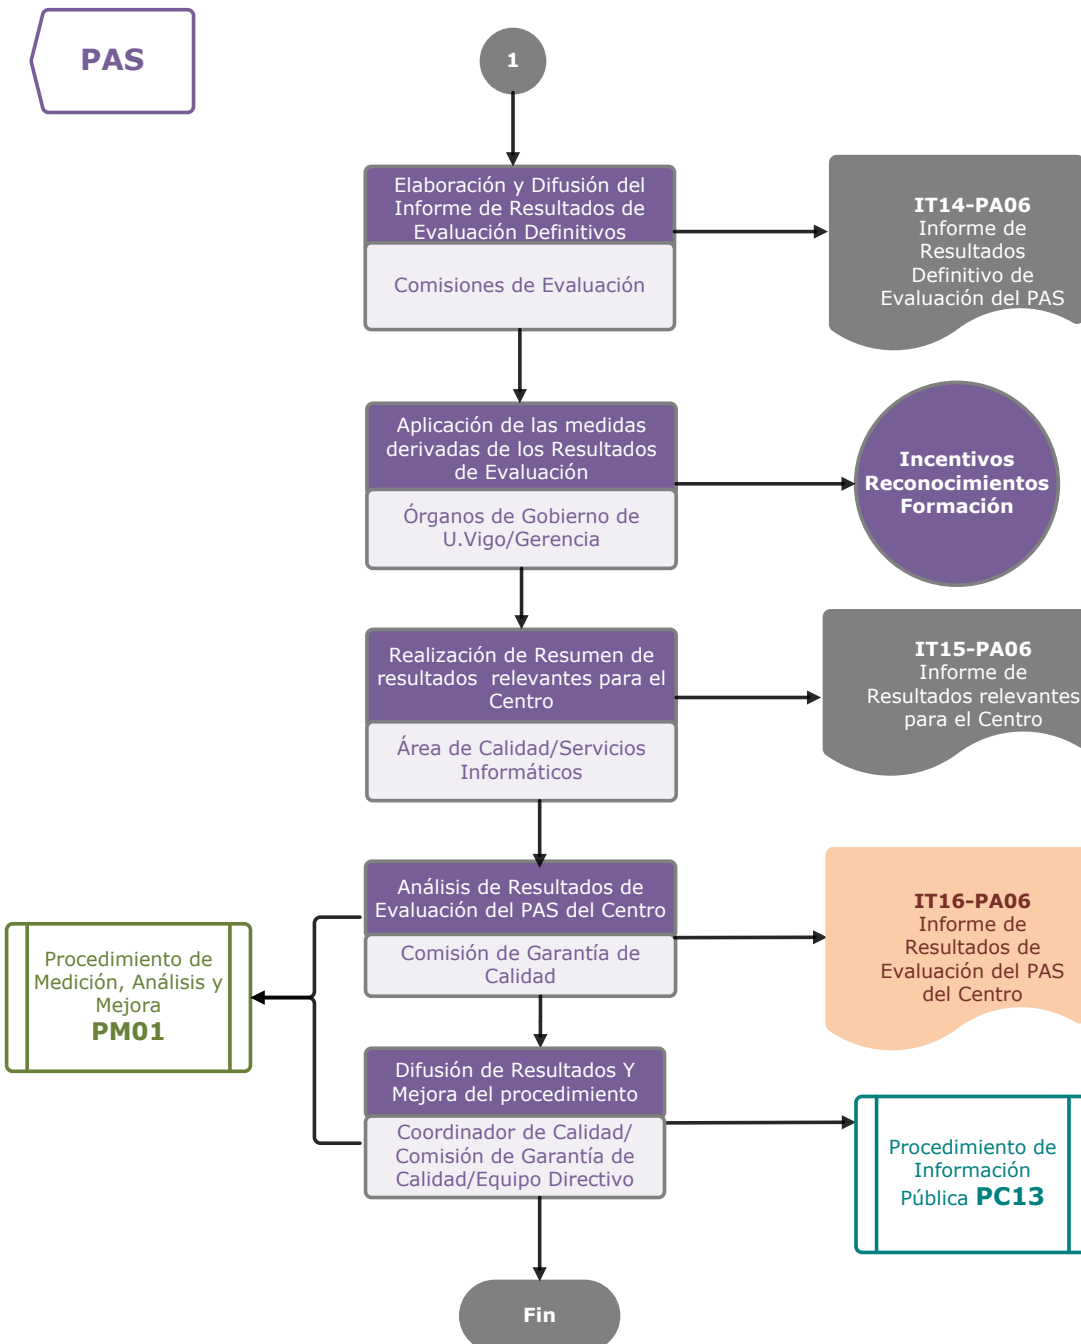 PAS
1
Elaboración y Difusión del
Informe de Resultados de
Evaluación Definitivos
Comisiones de Evaluación
IT14-PA06
Informe de
Resultados
Definitivo de
Evaluación del PAS
Aplicación de las medidas
derivadas de los Resultados
de Evaluación
Órganos de Gobierno de
U.Vigo/Gerencia
Incentivos
Reconocimientos
Formación
Realización de Resumen de
resultados relevantes para el
Centro
Área de Calidad/Servicios
Informáticos
IT15-PA06
Informe de
Resultados relevantes
para el Centro
Análisis de Resultados de
Evaluación del PAS del Centro
Comisión de Garantía de
Calidad
IT16-PA06
Informe de
Resultados de
Evaluación del PAS
del Centro
Procedimiento de
Medición, Análisis y
Mejora
PM01
Difusión de Resultados Y
Mejora del procedimiento
Coordinador de Calidad/
Comisión de Garantía de
Calidad/Equipo Directivo
Procedimiento de
Información
Pública PC13
Fin